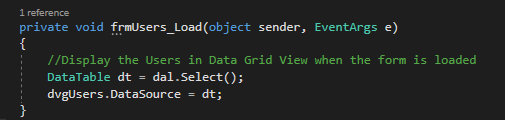 1 reference
private void frmUsers_Load(object sender, EventArgs e)
{
//Display the Users in Data Grid View when the form is loaded
DataTable dt = dal.Select();
dvgUsers.DataSource = dt;
}